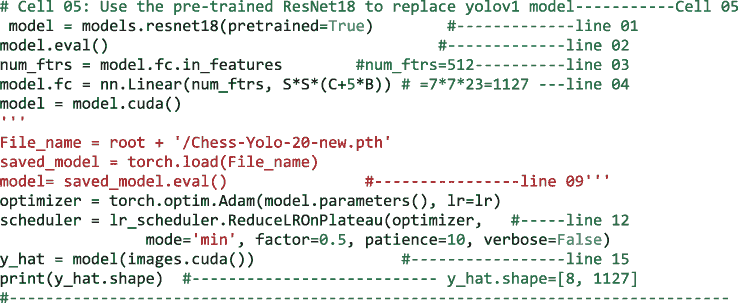 # Cell 05: Use the pre-trained ResNet18 to replace yolov1 model-----------Cell 05
model = models.resnet18(pretrained=True)        #-------------line 01
model.eval()                                    #-------------line 02
num_ftrs = model.fc.in_features         #num_ftrs=512----------line 03
model.fc = nn.Linear(num_ftrs, S*S*(C+5*B)) # =7*7*23=1127 ---line 04
model = model.cuda()
'''
File_name = root + '/Chess-Yolo-20-new.pth'
saved_model = torch.load(File_name)
model= saved_model.eval()               #----------------line 09'''
optimizer = torch.optim.Adam(model.parameters(), lr=lr)
scheduler = lr_scheduler.ReduceLROnPlateau(optimizer,   #-----line 12
mode='min', factor=0.5, patience=10, verbose=False)
y_hat = model(images.cuda())                #----------------line 15
print(y_hat.shape)  #--------------------------- y_hat.shape=[8, 1127]
#-------------------------------------------------------------------------------